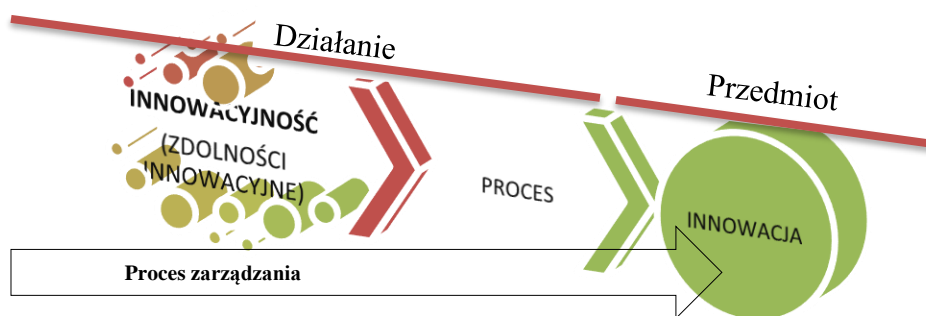 Działanie
Przedmiot
INNOWACYJNOŚĆ
(ZDOLNOŚCI
INNOWACYJNE)
PROCES
INNOWACJA
Proces zarządzania